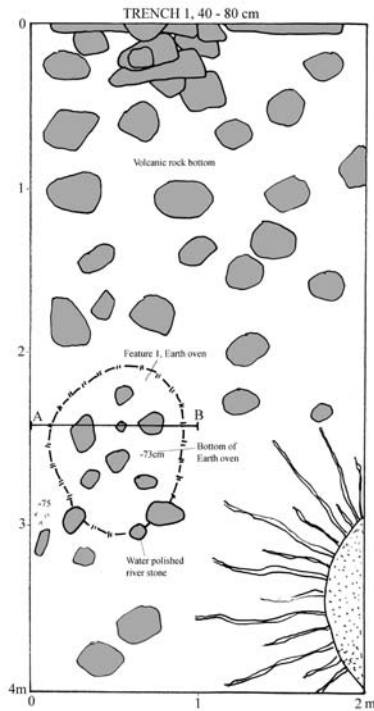 TRENCH 1, 40 - 80 cm
0
Volcanic rock bottom
1
2
Feature 1, Earth oven
A
B
-73cm
Bottom of
Earth oven
-75
3
Water polished
river stone
4m
0
1
2 m